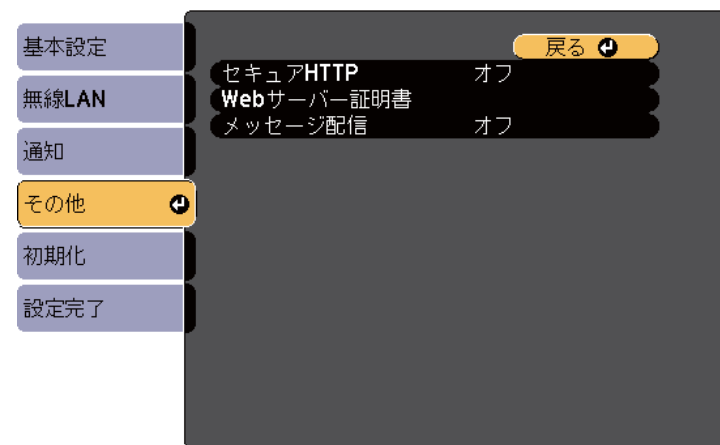 基本設定
無線LAN
通知
その他
初期化
設定完了
戻る
セキュアHTTP オフ
Webサーバー証明書
メッセージ配信 オフ